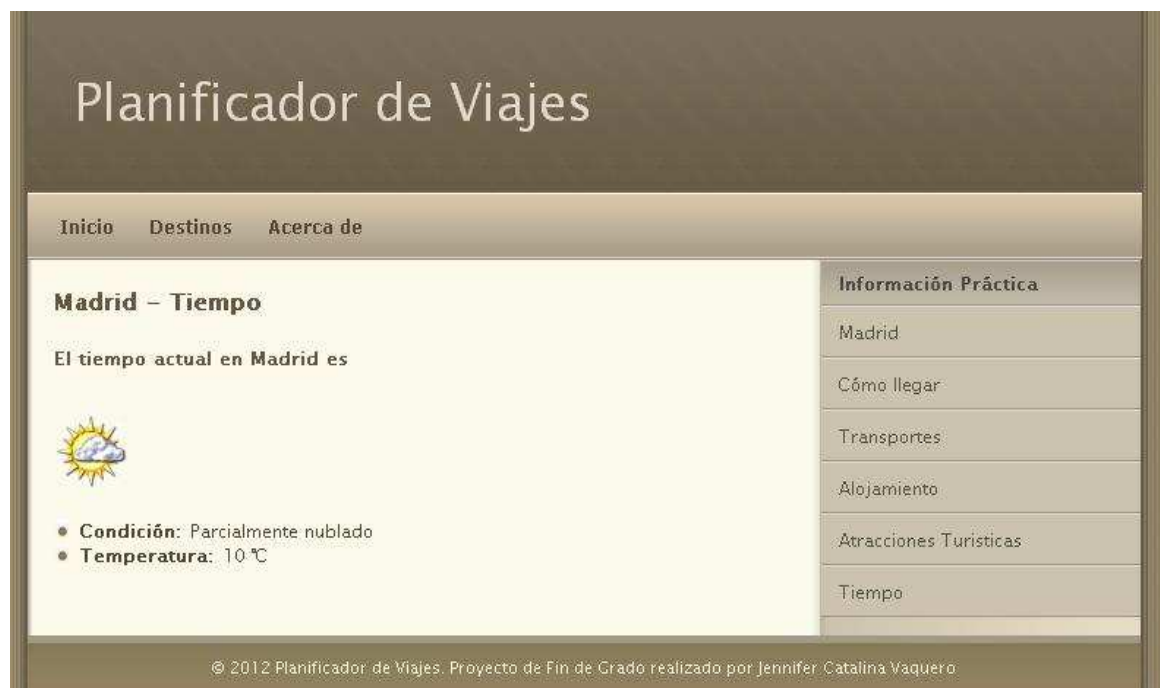 Planificador de Viajes
Inicio Destinos Acerca de
Madrid – Tiempo
El tiempo actual en Madrid es
Condición: Parcialmente nublado
Temperatura: 10 ℃
Información Práctica
Madrid
Cómo llegar
Transportes
Alojamiento
Atracciones Turisticas
Tiempo
© 2012 Planificador de Viajes. Proyecto de Fin de Grado realizado por Jennifer Catalina Vaquero